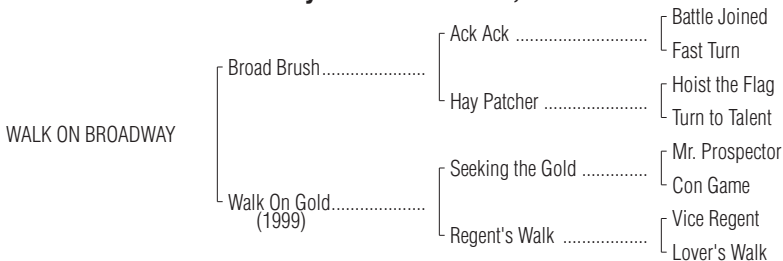 Battle Joined
Ack Ack ............................
Fast Turn
Broad Brush......................
Hoist the Flag
Hay Patcher ......................
Turn to Talent
WALK ON BROADWAY
Mr. Prospector
Seeking the Gold ..............
Con Game
Walk On Gold....................
(1999)
Vice Regent
Regent's Walk ..................
Lover's Walk